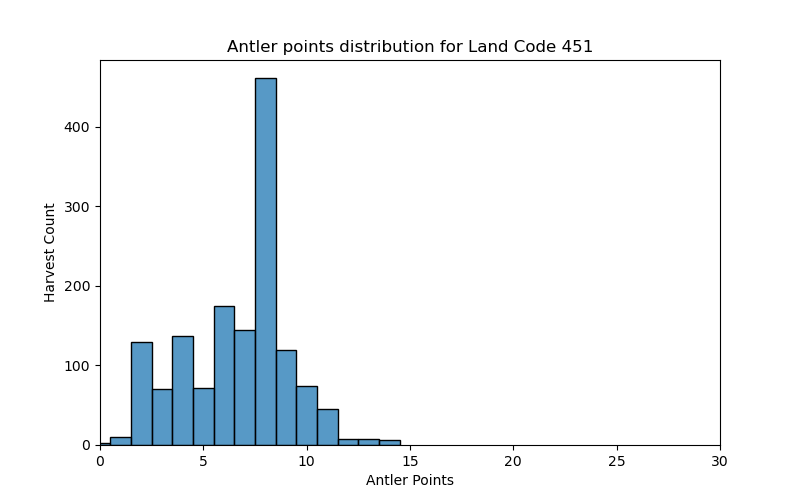 Antler points distribution for Land Code 451
Harvest Count
400
300
200
100
0
0 5 10 15 20 25 30
Antler Points